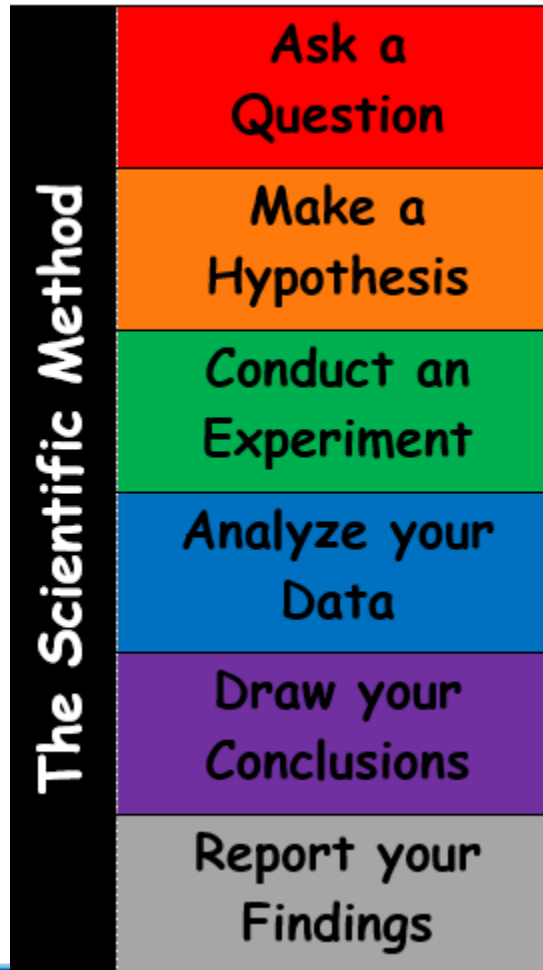 The Scientific Method
Ask a
Question
Make a
Hypothesis
Conduct an
Experiment
Analyze your
Data
Draw your
Conclusions
Report your
Findings